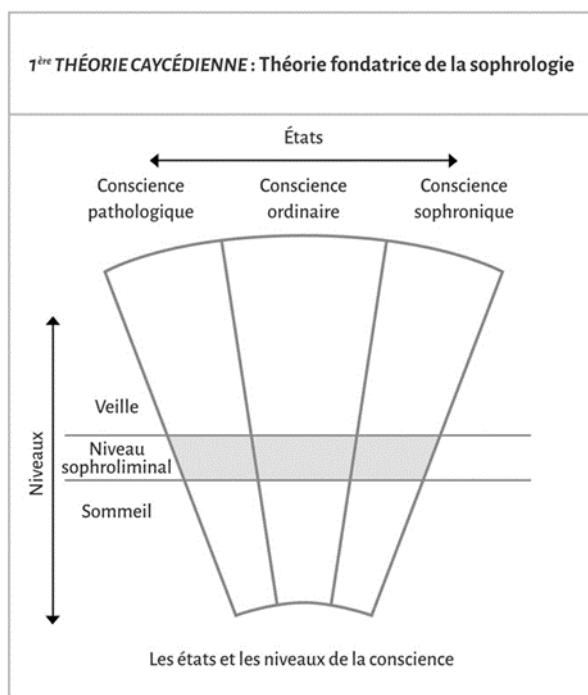 1ère THÉORIE CAYCÉDIENNE : Théorie fondatrice de la sophrologie
États
Conscience pathologique
Conscience ordinaire
Conscience sophronique
Niveaux
Veille
Niveau
sophroliminal
Sommeil
Les états et les niveaux de la conscience